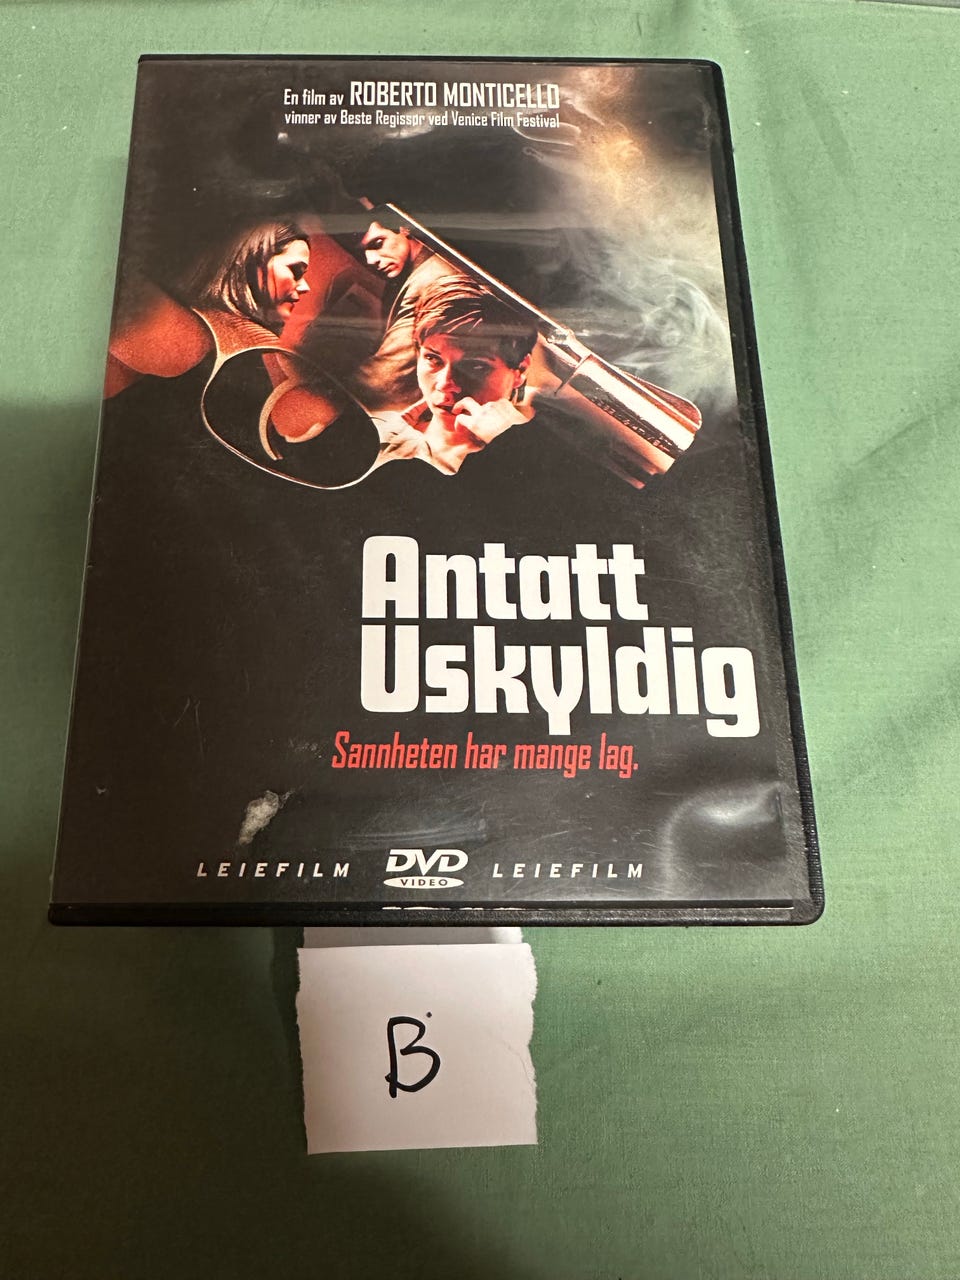 En film av ROBERTO MONTICELLO
vinner av Beste Regissør ved Venice Film Festival
Antatt
Uskyldig
Sannheten har mange lag.
LEIEFILM DVD VIDEO LEIEFILM
B